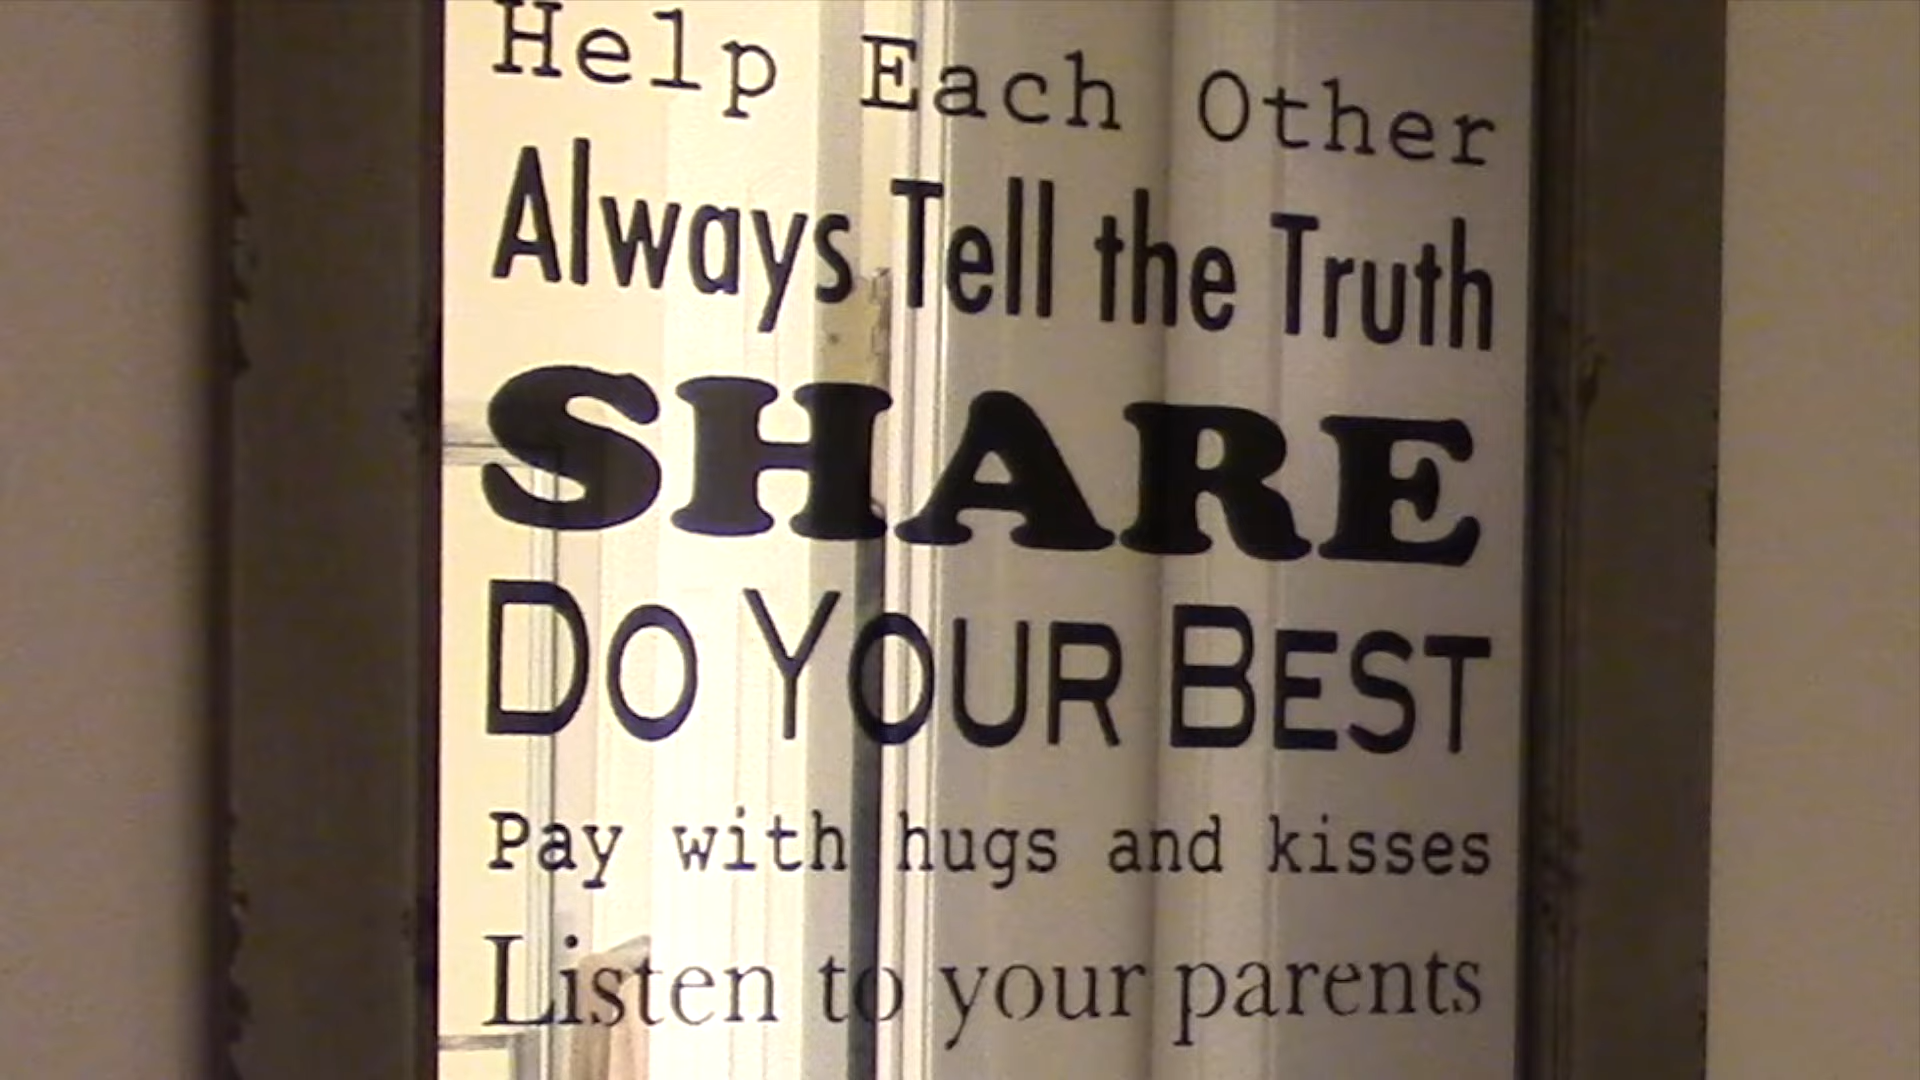 Help Each Other
Always Tell the Truth
SHARE
DO YOUR BEST
Pay with hugs and kisses
Listen to your parents